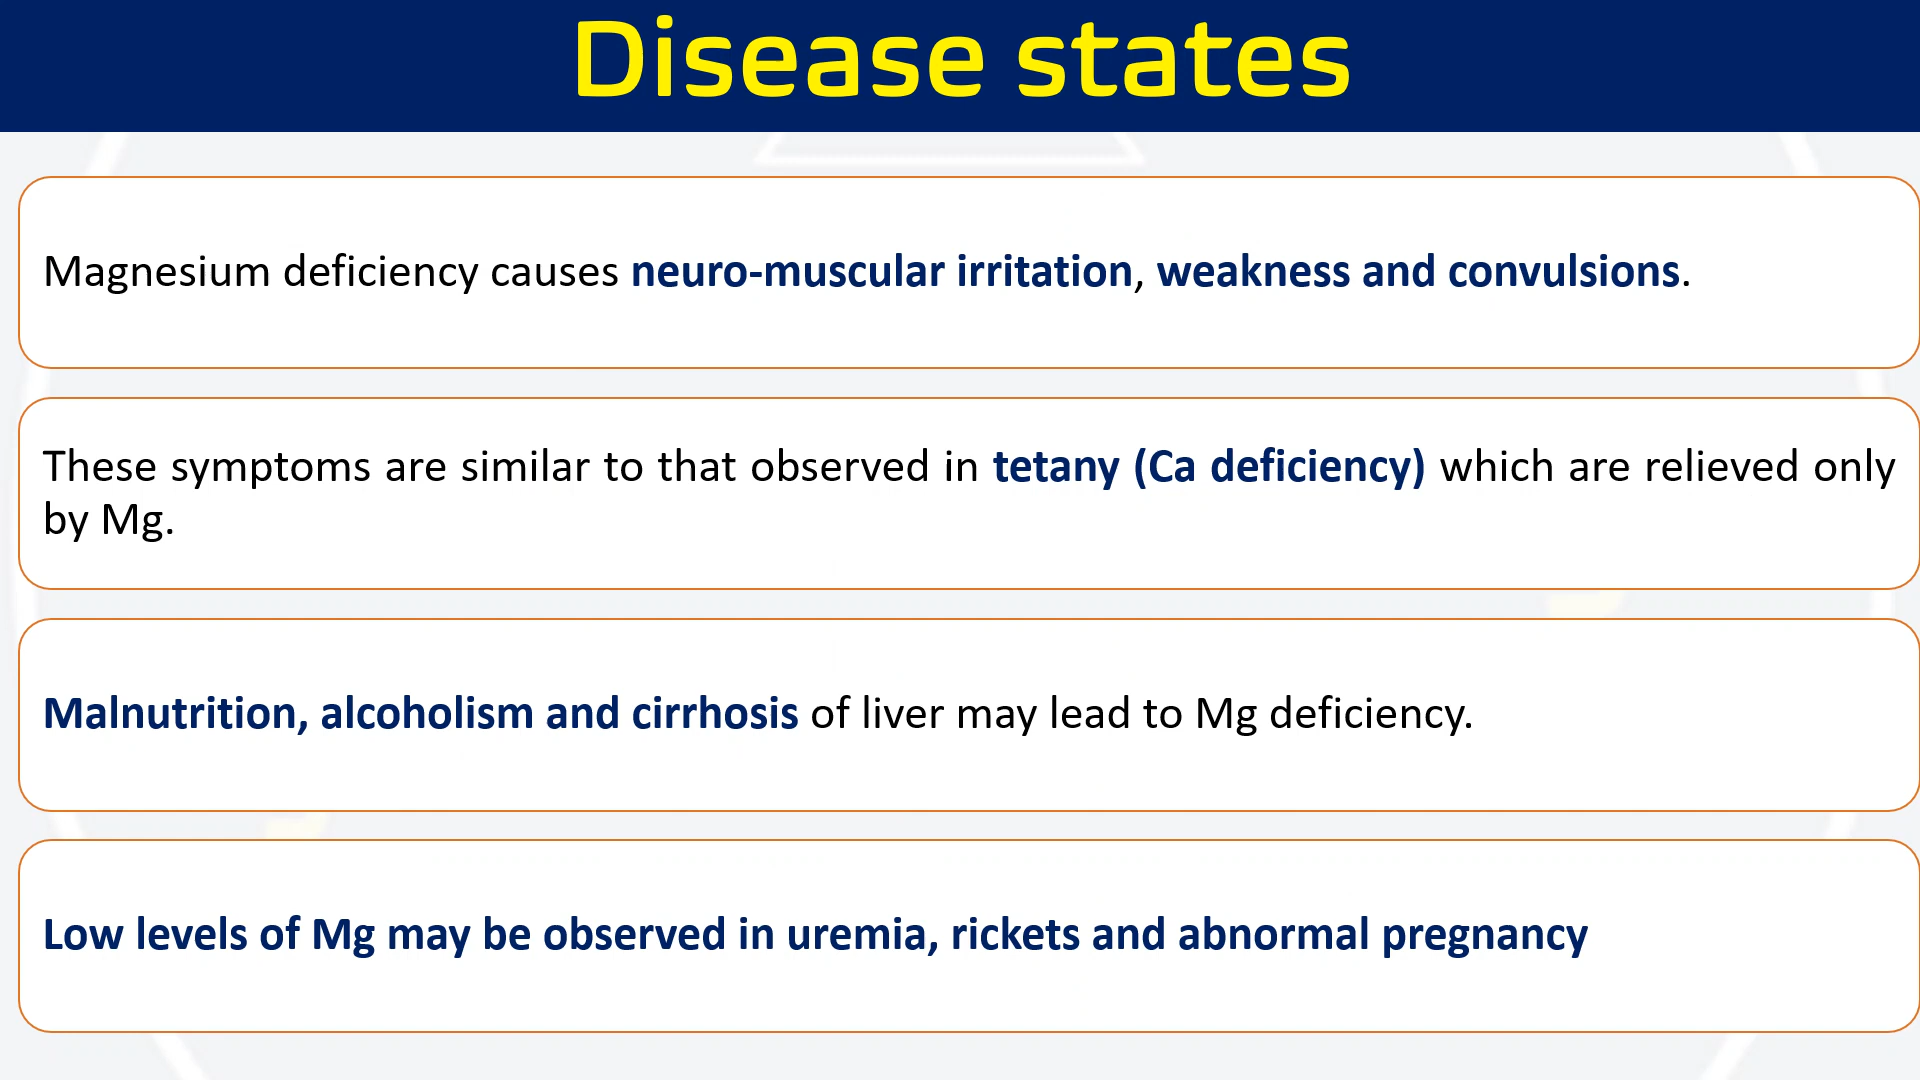 Disease states
Magnesium deficiency causes neuro-muscular irritation, weakness and convulsions.
These symptoms are similar to that observed in tetany (Ca deficiency) which are relieved only
by Mg.
Malnutrition, alcoholism and cirrhosis of liver may lead to Mg deficiency.
Low levels of Mg may be observed in uremia, rickets and abnormal pregnancy